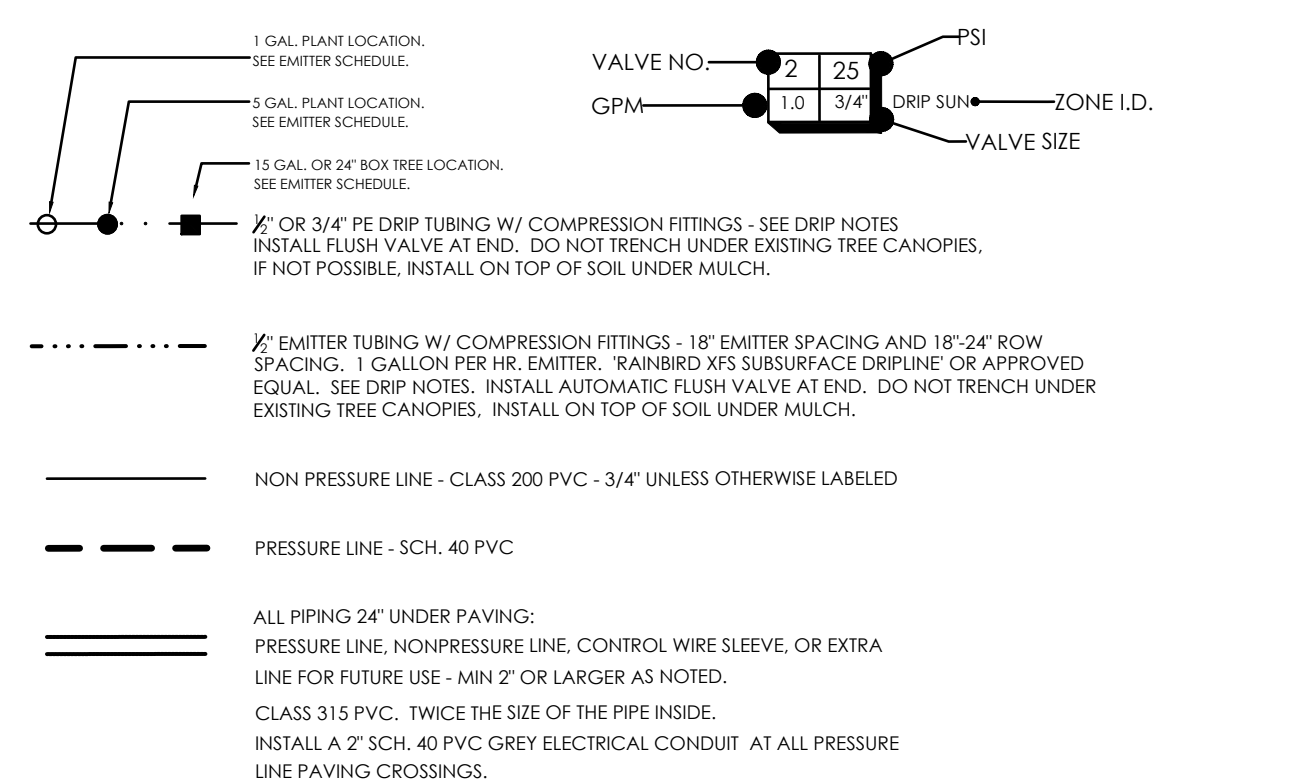 1 GAL. PLANT LOCATION.
SEE EMITTER SCHEDULE.
5 GAL. PLANT LOCATION.
SEE EMITTER SCHEDULE.
15 GAL. OR 24" BOX TREE LOCATION.
SEE EMITTER SCHEDULE.
VALVE NO.
2
25
PSI
GPM
1.0
3/4"
DRIP SUN
ZONE I.D.
VALVE SIZE
½" OR 3/4" PE DRIP TUBING W/ COMPRESSION FITTINGS - SEE DRIP NOTES
INSTALL FLUSH VALVE AT END. DO NOT TRENCH UNDER EXISTING TREE CANOPIES,
IF NOT POSSIBLE, INSTALL ON TOP OF SOIL UNDER MULCH.
½" EMITTER TUBING W/ COMPRESSION FITTINGS - 18" EMITTER SPACING AND 18"-24" ROW
SPACING. 1 GALLON PER HR. EMITTER. 'RAINBIRD XFS SUBSURFACE DRIPLINE' OR APPROVED
EQUAL. SEE DRIP NOTES. INSTALL AUTOMATIC FLUSH VALVE AT END. DO NOT TRENCH UNDER
EXISTING TREE CANOPIES, INSTALL ON TOP OF SOIL UNDER MULCH.
NON PRESSURE LINE - CLASS 200 PVC - 3/4" UNLESS OTHERWISE LABELED
PRESSURE LINE - SCH. 40 PVC
ALL PIPING 24" UNDER PAVING:
PRESSURE LINE, NONPRESSURE LINE, CONTROL WIRE SLEEVE, OR EXTRA
LINE FOR FUTURE USE - MIN 2" OR LARGER AS NOTED.
CLASS 315 PVC. TWICE THE SIZE OF THE PIPE INSIDE.
INSTALL A 2" SCH. 40 PVC GREY ELECTRICAL CONDUIT AT ALL PRESSURE
LINE PAVING CROSSINGS.